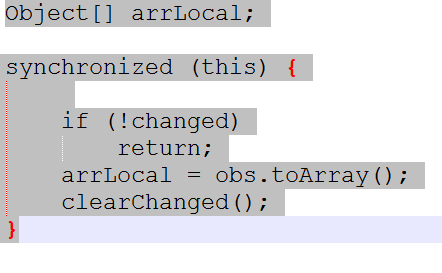 Object[] arrLocal;
synchronized (this) {
if (!changed)
return;
arrLocal = obs.toArray();
clearChanged();
}